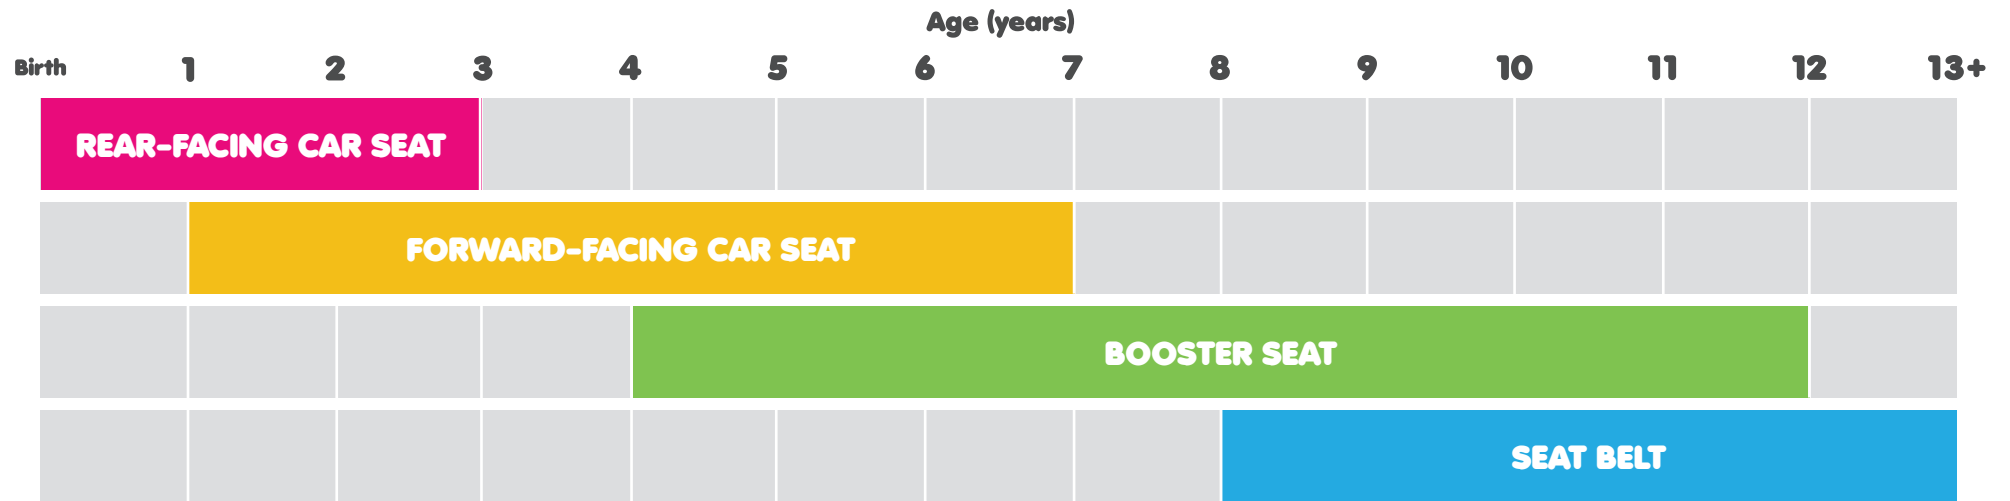 Age (years)
Birth 1 2 3 4 5 6 7 8 9 10 11 12 13+
REAR-FACING CAR SEAT
FORWARD-FACING CAR SEAT
BOOSTER SEAT
SEAT BELT